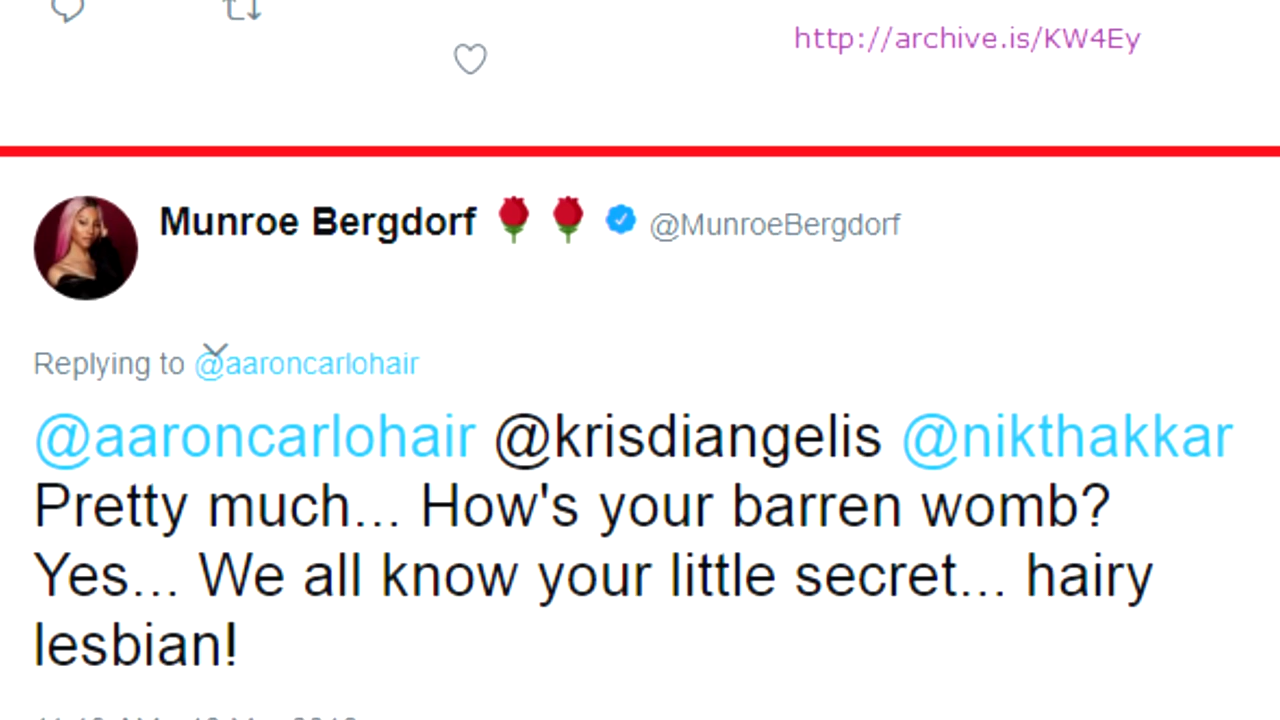 http://archive.is/KW4Ey
Munroe Bergdorf 🌹 🌹 @MunroeBergdorf
Replying to @aaroncarlohair
@aaroncarlohair @krisdiangelis @nikthakkar
Pretty much... How's your barren womb?
Yes... We all know your little secret... hairy
lesbian!